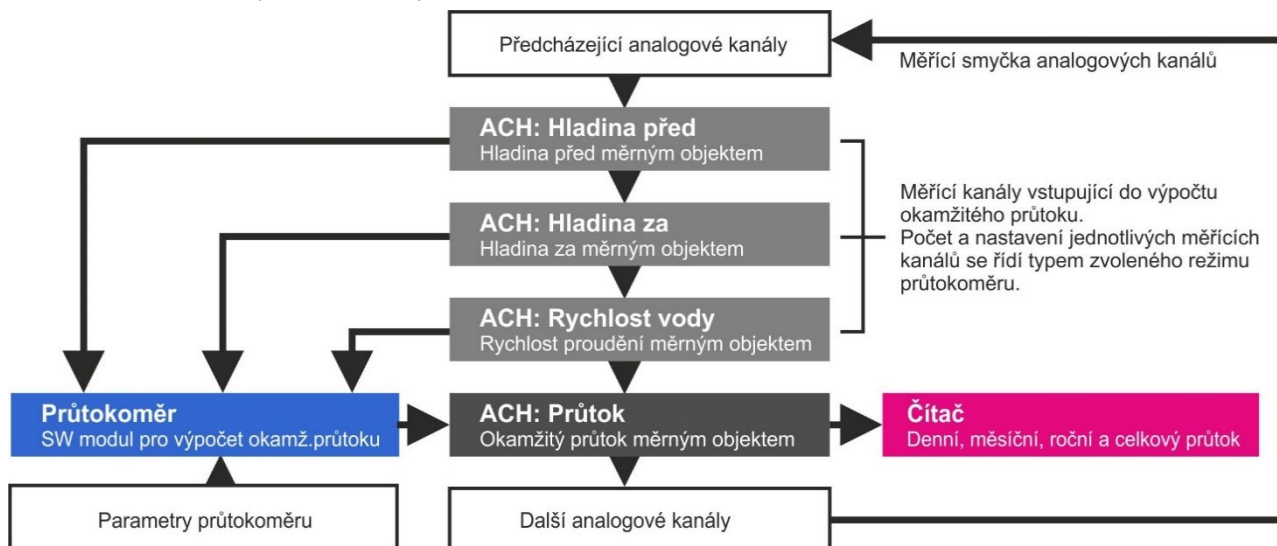 Předcházející analogové kanály
Měřící smyčka analogových kanálů
ACH: Hladina před
Hladina před měrným objektem
ACH: Hladina za
Hladina za měrným objektem
ACH: Rychlost vody
Rychlost proudění měrným objektem
Měřící kanály vstupující do výpočtu
okamžitého průtoku.
Počet a nastavení jednotlivých měřících
kanálů se řídí typem zvoleného režimu
průtokoměru.
Průtokoměr
SW modul pro výpočet okamž.průtoku
ACH: Průtok
Okamžitý průtok měrným objektem
Čítač
Denní, měsíční, roční a celkový průtok
Parametry průtokoměru
Další analogové kanály